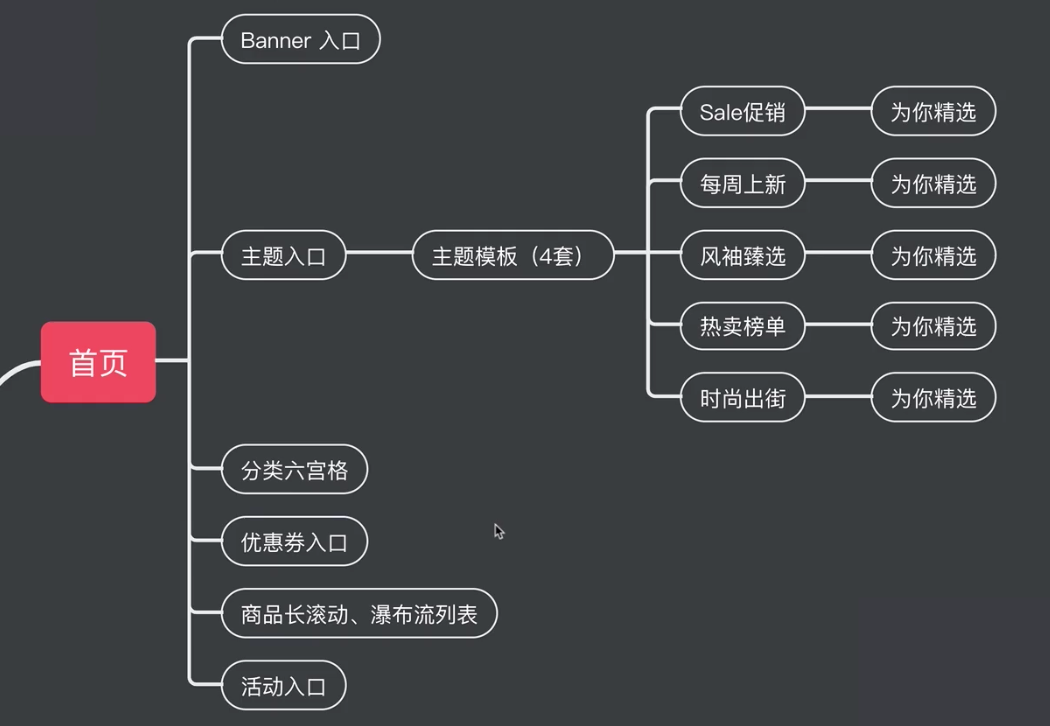 Banner 入口
Sale促销
为你精选
每周上新
为你精选
主题入口
主题模板（4套）
风袖臻选
为你精选
热卖榜单
为你精选
首页
时尚出街
为你精选
分类六宫格
优惠券入口
商品长滚动、瀑布流列表
活动入口